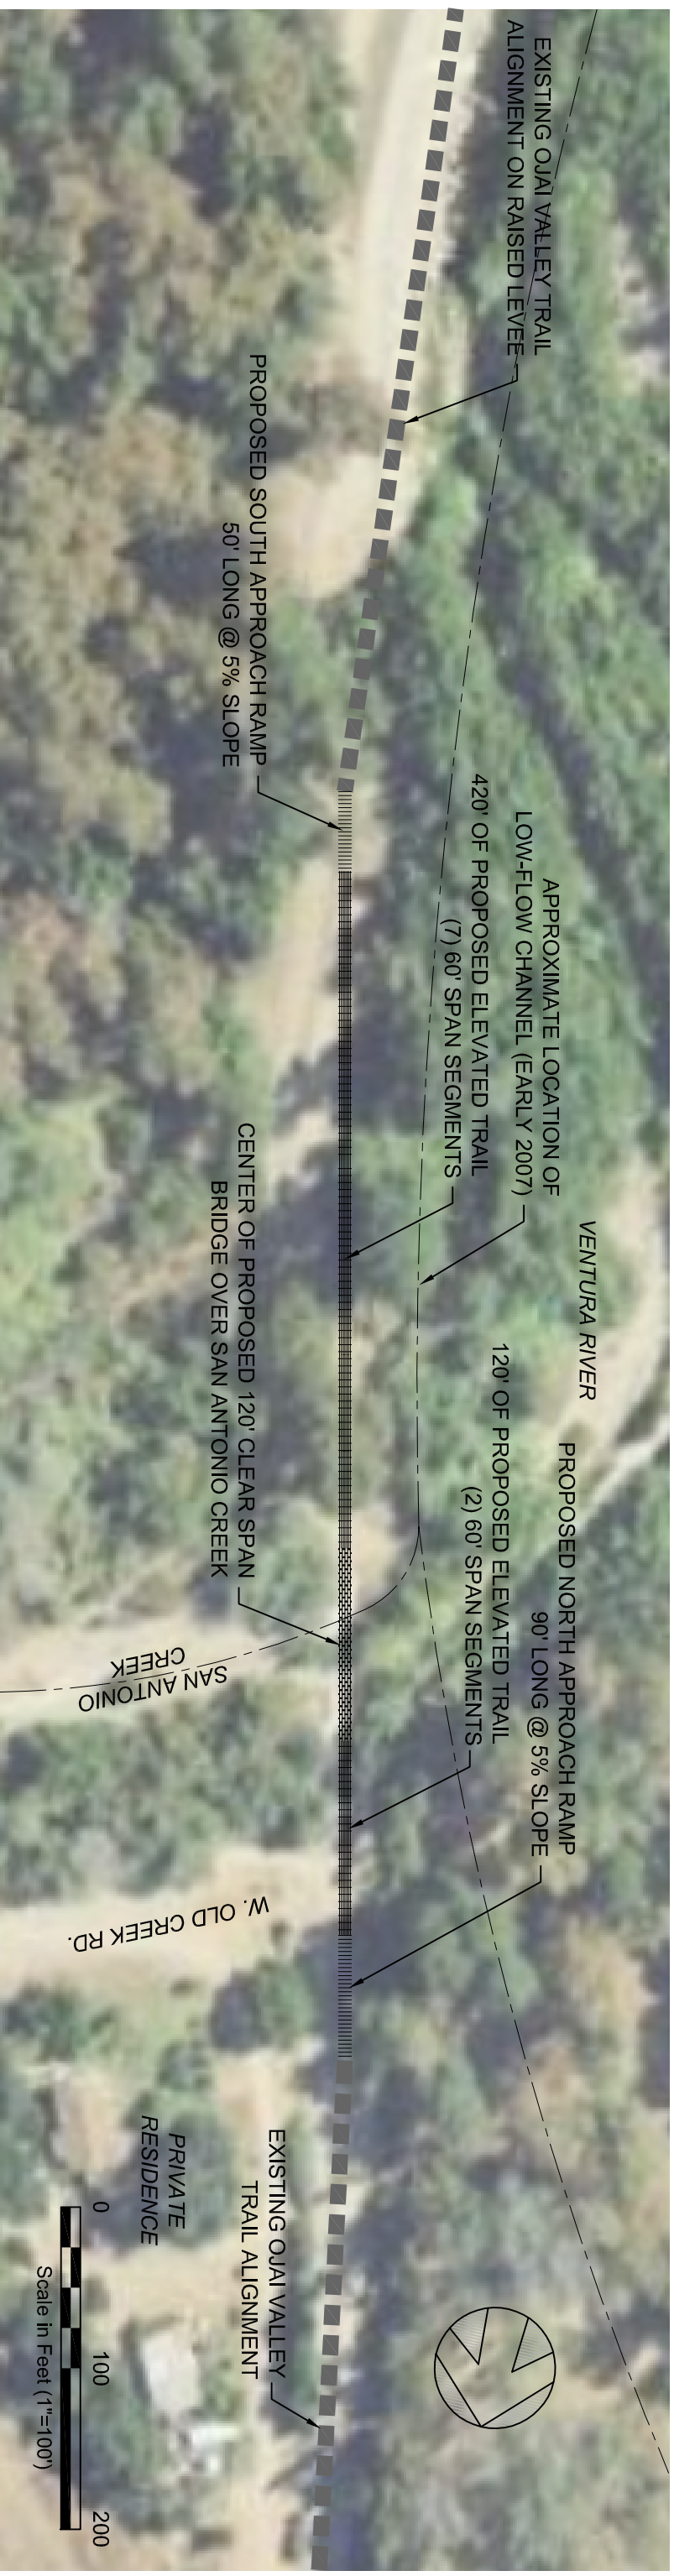 EXISTING OJAI VALLEY TRAIL
ALIGNMENT ON RAISED LEVEE
PROPOSED SOUTH APPROACH RAMP
50' LONG @ 5% SLOPE
APPROXIMATE LOCATION OF
LOW-FLOW CHANNEL (EARLY 2007)
420' OF PROPOSED ELEVATED TRAIL
(7) 60' SPAN SEGMENTS
VENTURA RIVER
CENTER OF PROPOSED 120' CLEAR SPAN
BRIDGE OVER SAN ANTONIO CREEK
PROPOSED NORTH APPROACH RAMP
90' LONG @ 5% SLOPE
120' OF PROPOSED ELEVATED TRAIL
(2) 60' SPAN SEGMENTS
SAN ANTONIO
CREEK
W. OLD CREEK RD.
PRIVATE
RESIDENCE
EXISTING OJAI VALLEY
TRAIL ALIGNMENT
0 100 200
Scale in Feet (1"=100')